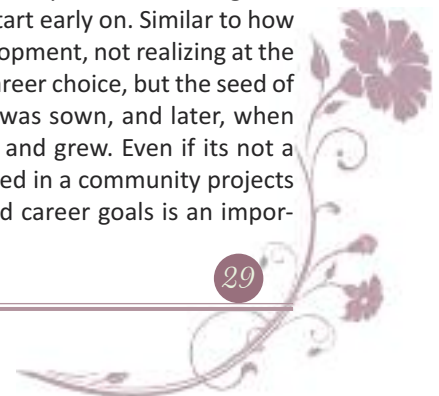 start early on. Similar to how
opment, not realizing at the
areer choice, but the seed of
was sown, and later, when
and grew. Even if its not a
ed in a community projects
d career goals is an impor-
29